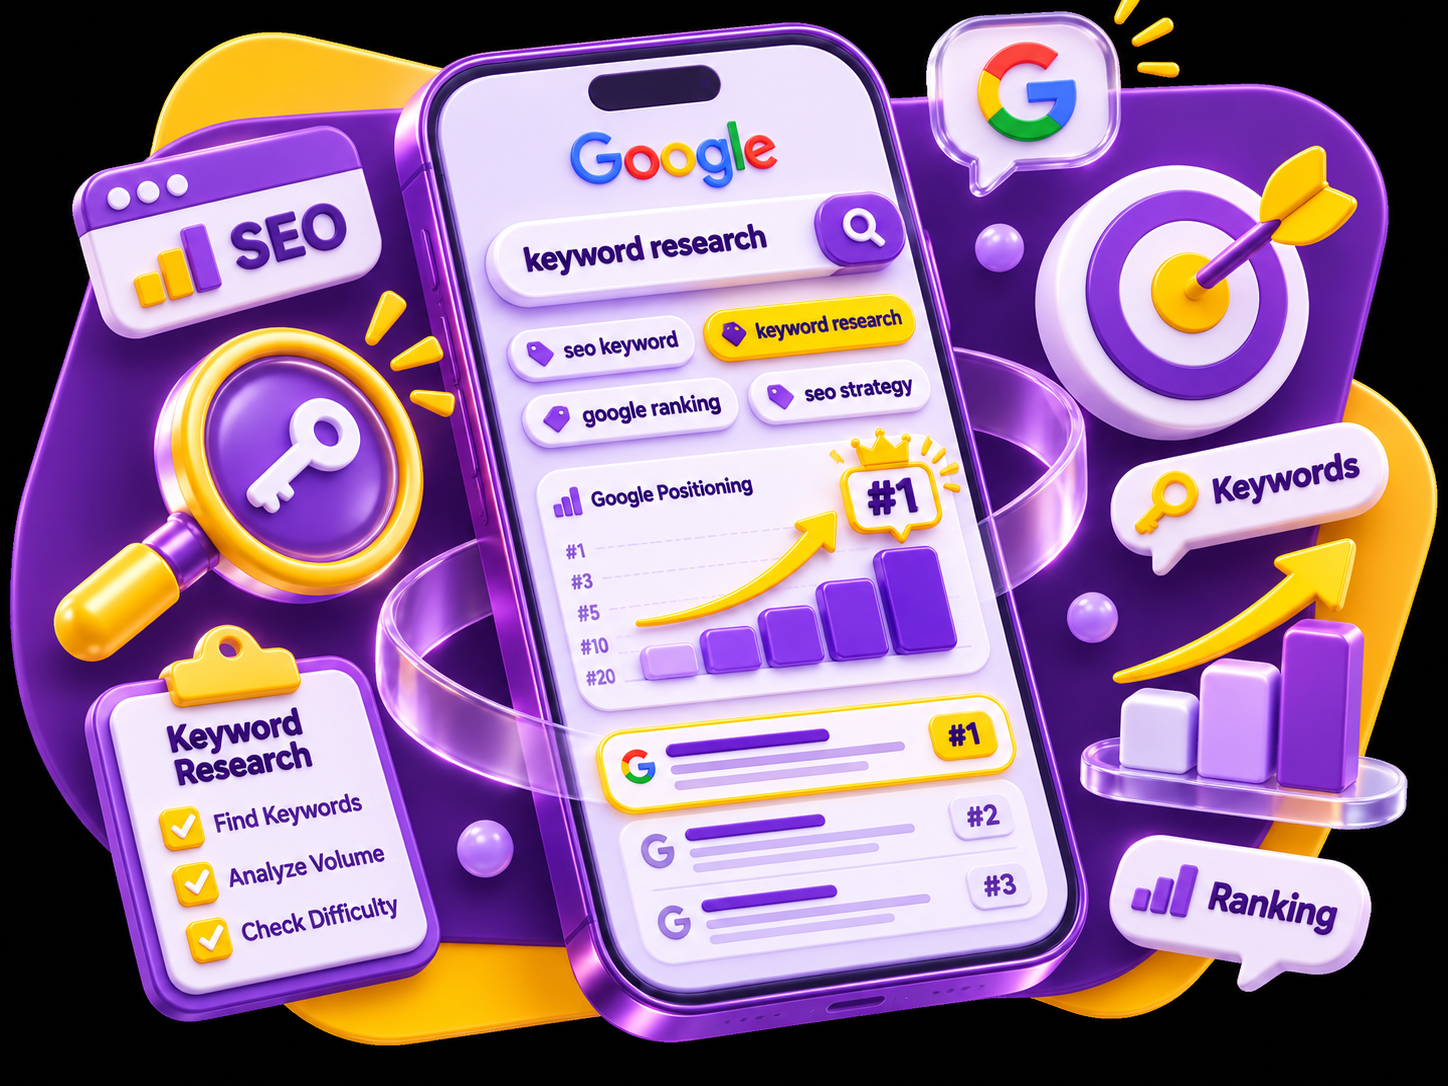 SEO
Google
G
keyword research
seo keyword
keyword research
google ranking
seo strategy
Google Positioning
#1
#1
#3
#5
#10
#20
Keywords
Keyword
Research
Find Keywords
Analyze Volume
Check Difficulty
G
#1
G
#2
G
#3
Ranking